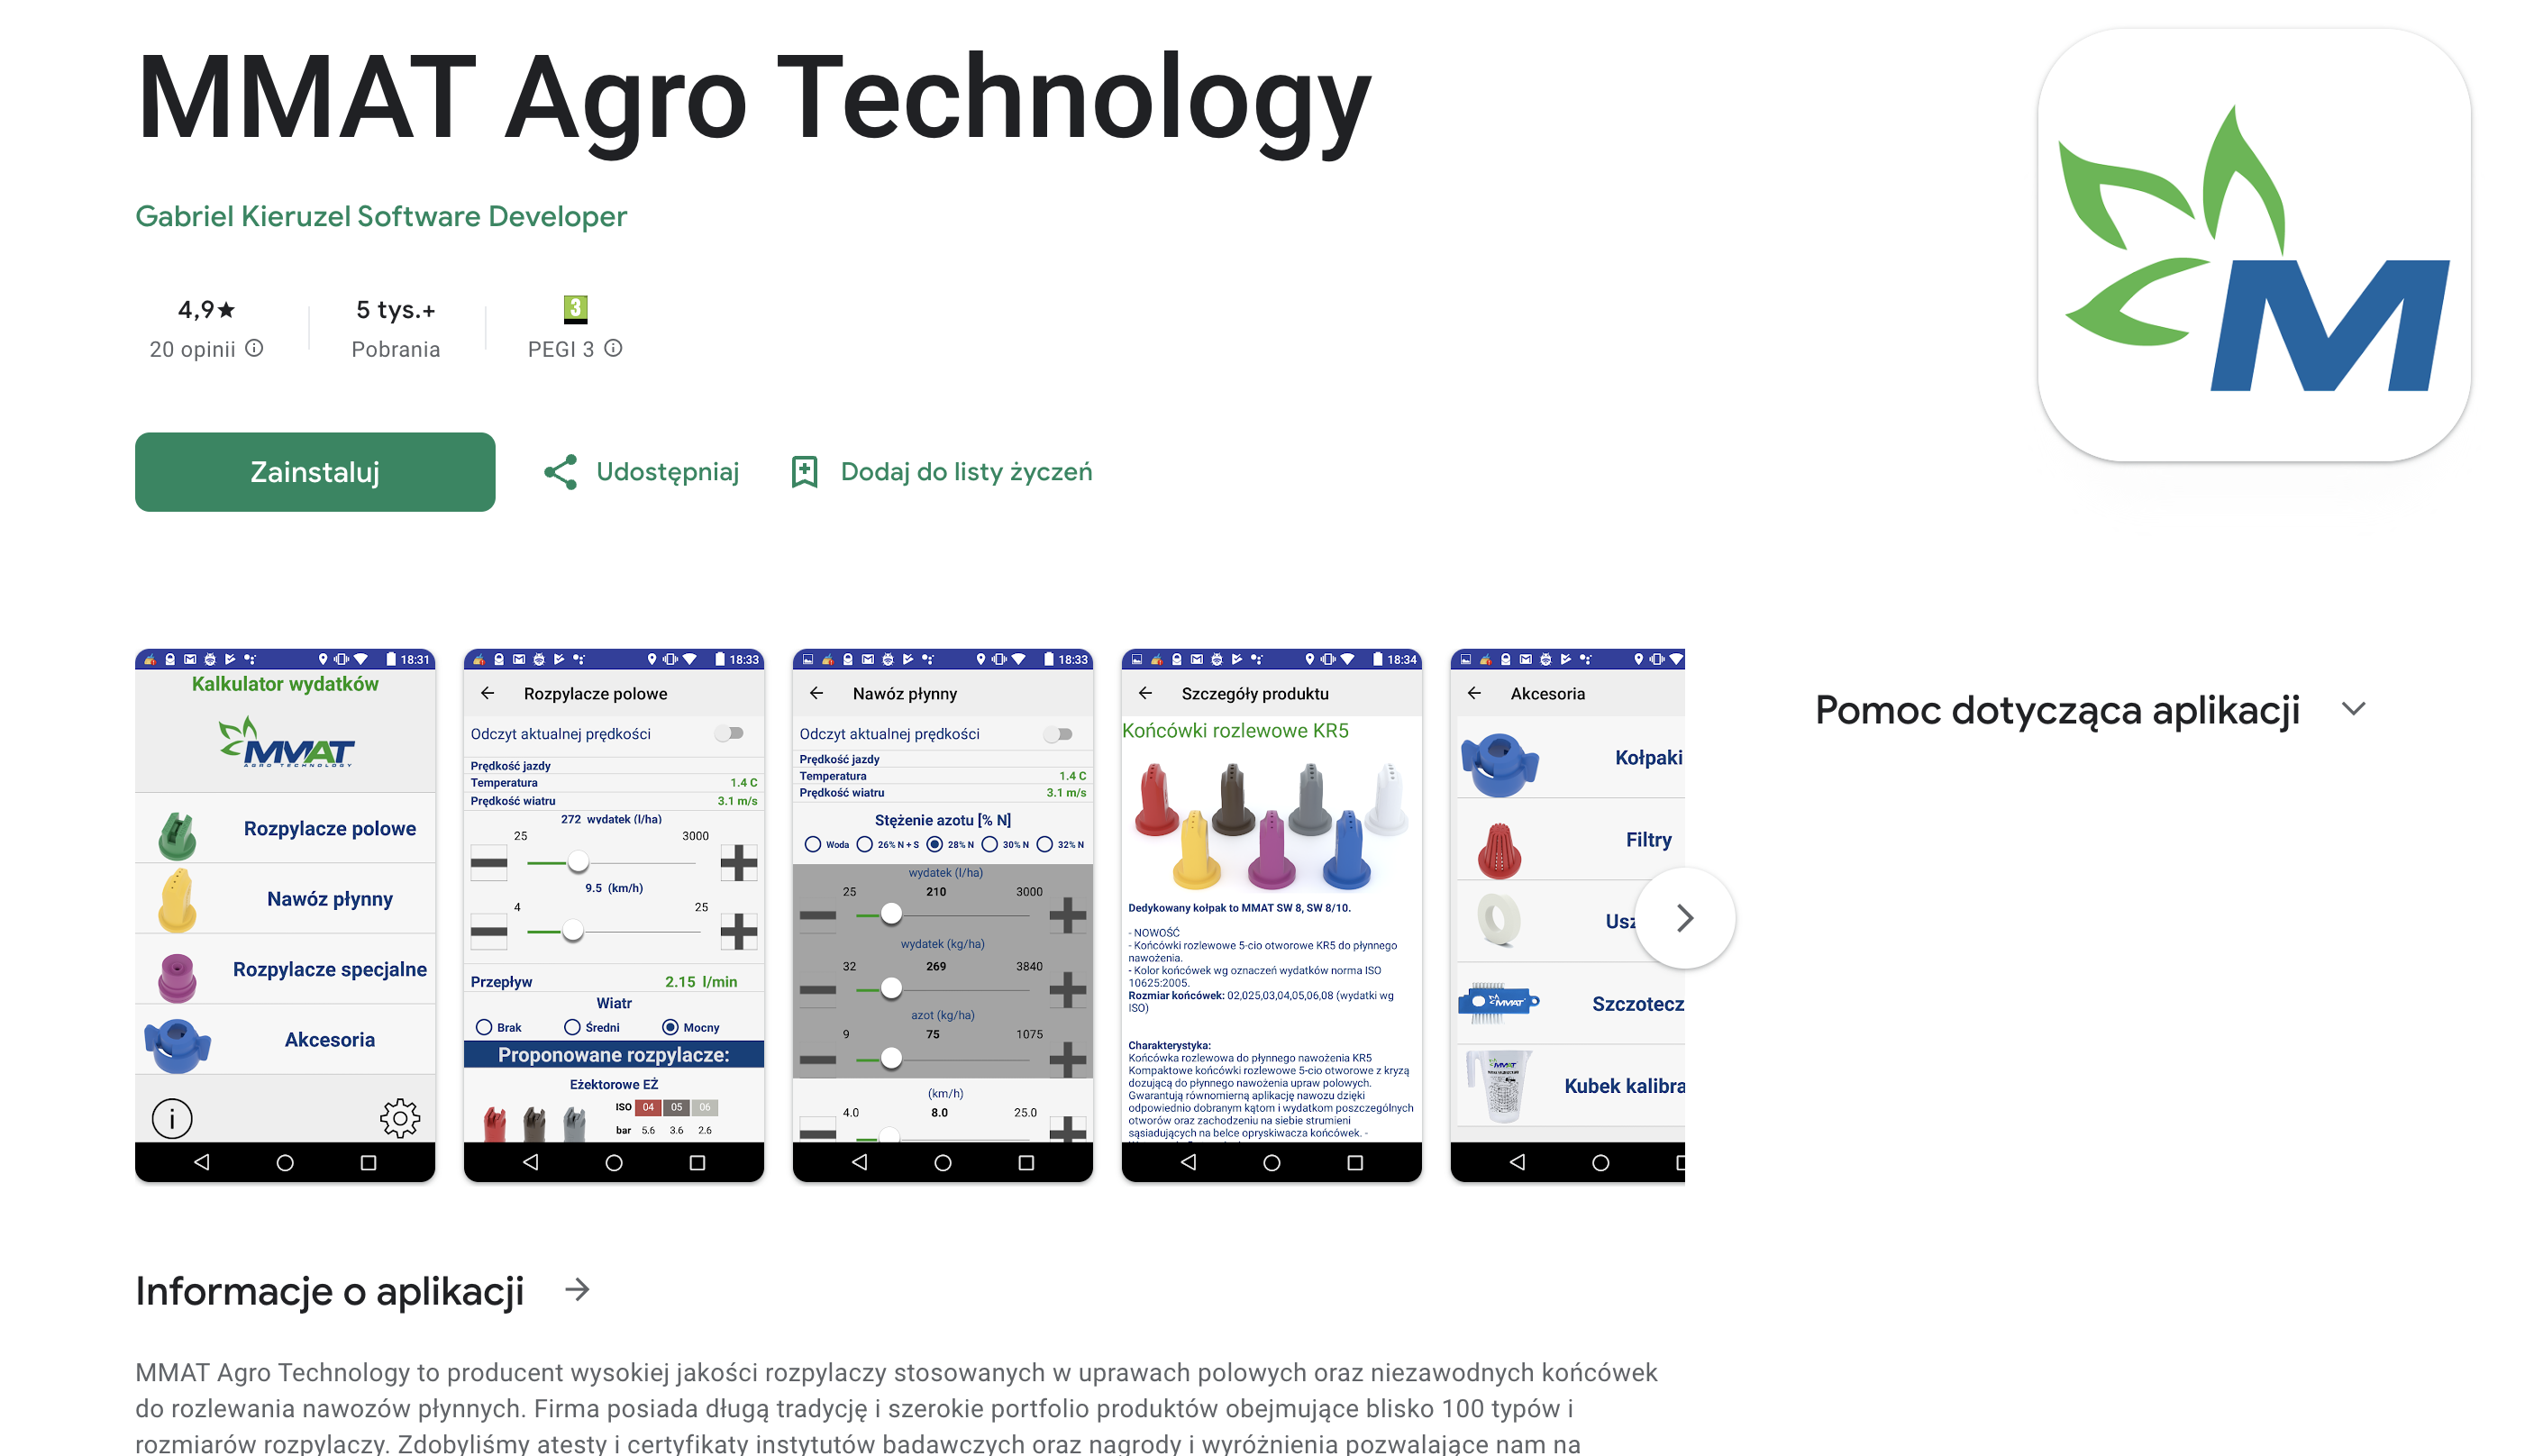 MMAT Agro Technology
Gabriel Kieruzel Software Developer
4,9★
20 opinii
5 tys.+
Pobrania
3
PEGI 3
Zainstaluj
Udostępniaj
Dodaj do listy życzeń
18:31
Kalkulator wydatków
MMAT
AGRO TECHNOLOGY
Rozpylacze polowe
Nawóz płynny
Rozpylacze specjalne
Akcesoria
18:33
Rozpylacze polowe
Odczyt aktualnej prędkości
Prędkość jazdy
Temperatura 1.4 C
Prędkość wiatru 3.1 m/s
272 wydatek (l/ha)
25 3000
9.5 (km/h)
4 25
Przepływ 2.15 l/min
Wiatr
Brak Średni Mocny
Proponowane rozpylacze:
Eżektorowe EŻ
ISO 04 05 06
bar 5.6 3.6 2.6
18:33
Nawóz płynny
Odczyt aktualnej prędkości
Prędkość jazdy
Temperatura 1.4 C
Prędkość wiatru 3.1 m/s
Stężenie azotu [% N]
Woda 26% N + S 28% N 30% N 32% N
wydatek (l/ha)
25 210 3000
wydatek (kg/ha)
32 269 3840
azot (kg/ha)
9 75 1075
(km/h)
4.0 8.0 25.0
18:34
Szczegóły produktu
Końcówki rozlewowe KR5
Dedykowany kołpak to MMAT SW 8, SW 8/10.
- NOWOŚĆ
- Końcówki rozlewowe 5-cio otworowe KR5 do płynnego
nawożenia.
- Kolor końcówek wg oznaczeń wydatków norma ISO
10625:2005.
Rozmiar końcówek: 02,025,03,04,05,06,08 (wydatki wg
ISO)
Charakterystyka:
Końcówka rozlewowa do płynnego nawożenia KR5
Kompaktowe końcówki rozlewowe 5-cio otworowe z kryzą
dozującą do płynnego nawożenia upraw polowych.
Gwarantują równomierną aplikację nawozu dzięki
odpowiednio dobranym kątom i wydatkom poszczególnych
otworów oraz zachodzeniu na siebie strumieni
sąsiadujących na belce opryskiwacza końcówek. -
Akcesoria
Kołpaki
Filtry
Usz
Szczotecz
MMAT
Kubek kalibra
MMAT
Pomoc dotycząca aplikacji
Informacje o aplikacji
MMAT Agro Technology to producent wysokiej jakości rozpylaczy stosowanych w uprawach polowych oraz niezawodnych końcówek
do rozlewania nawozów płynnych. Firma posiada długą tradycję i szerokie portfolio produktów obejmujące blisko 100 typów i
rozmiarów rozpylaczy. Zdobyliśmy atesty i certyfikaty instytutów badawczych oraz nagrody i wyróżnienia pozwalające nam na